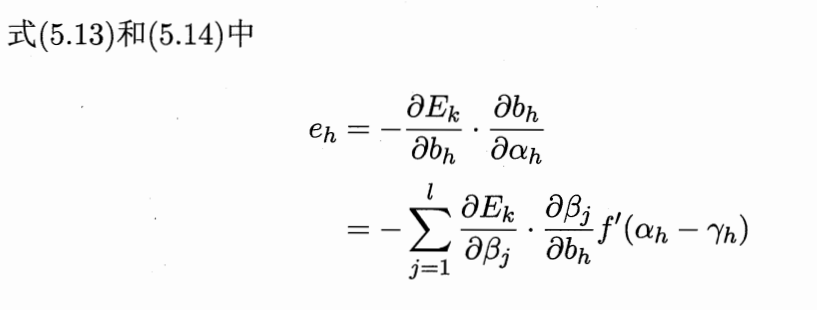 式(5.13)和(5.14)中
e_h = -\frac{\partial E_k}{\partial b_h} \cdot \frac{\partial b_h}{\partial \alpha_h}
= -\sum_{j=1}^{l} \frac{\partial E_k}{\partial \beta_j} \cdot \frac{\partial \beta_j}{\partial b_h} f'(\alpha_h - \gamma_h)